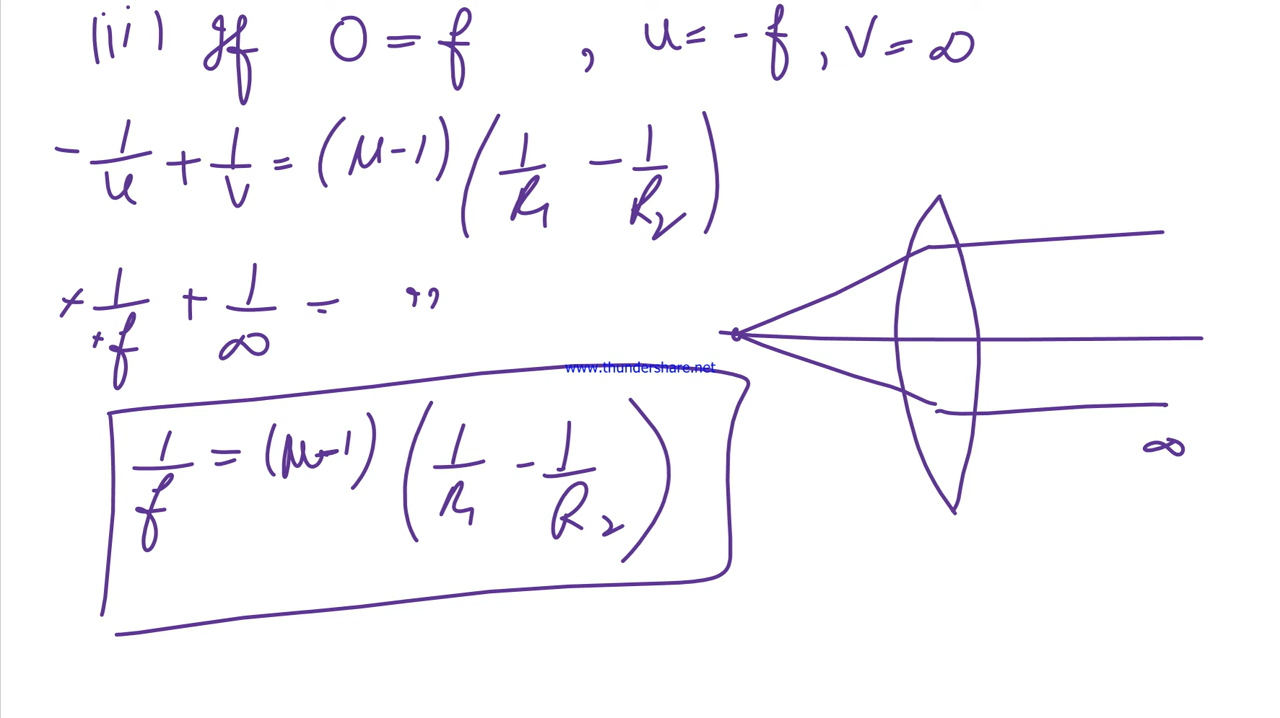 (iii) If O = f , u = - f , v = ∞
- 1/u + 1/v = (μ-1) (1/R1 - 1/R2)
+ 1/+f + 1/∞ = ,,
www.thundershare.net
1/f = (μ-1) (1/R1 - 1/R2)
∞